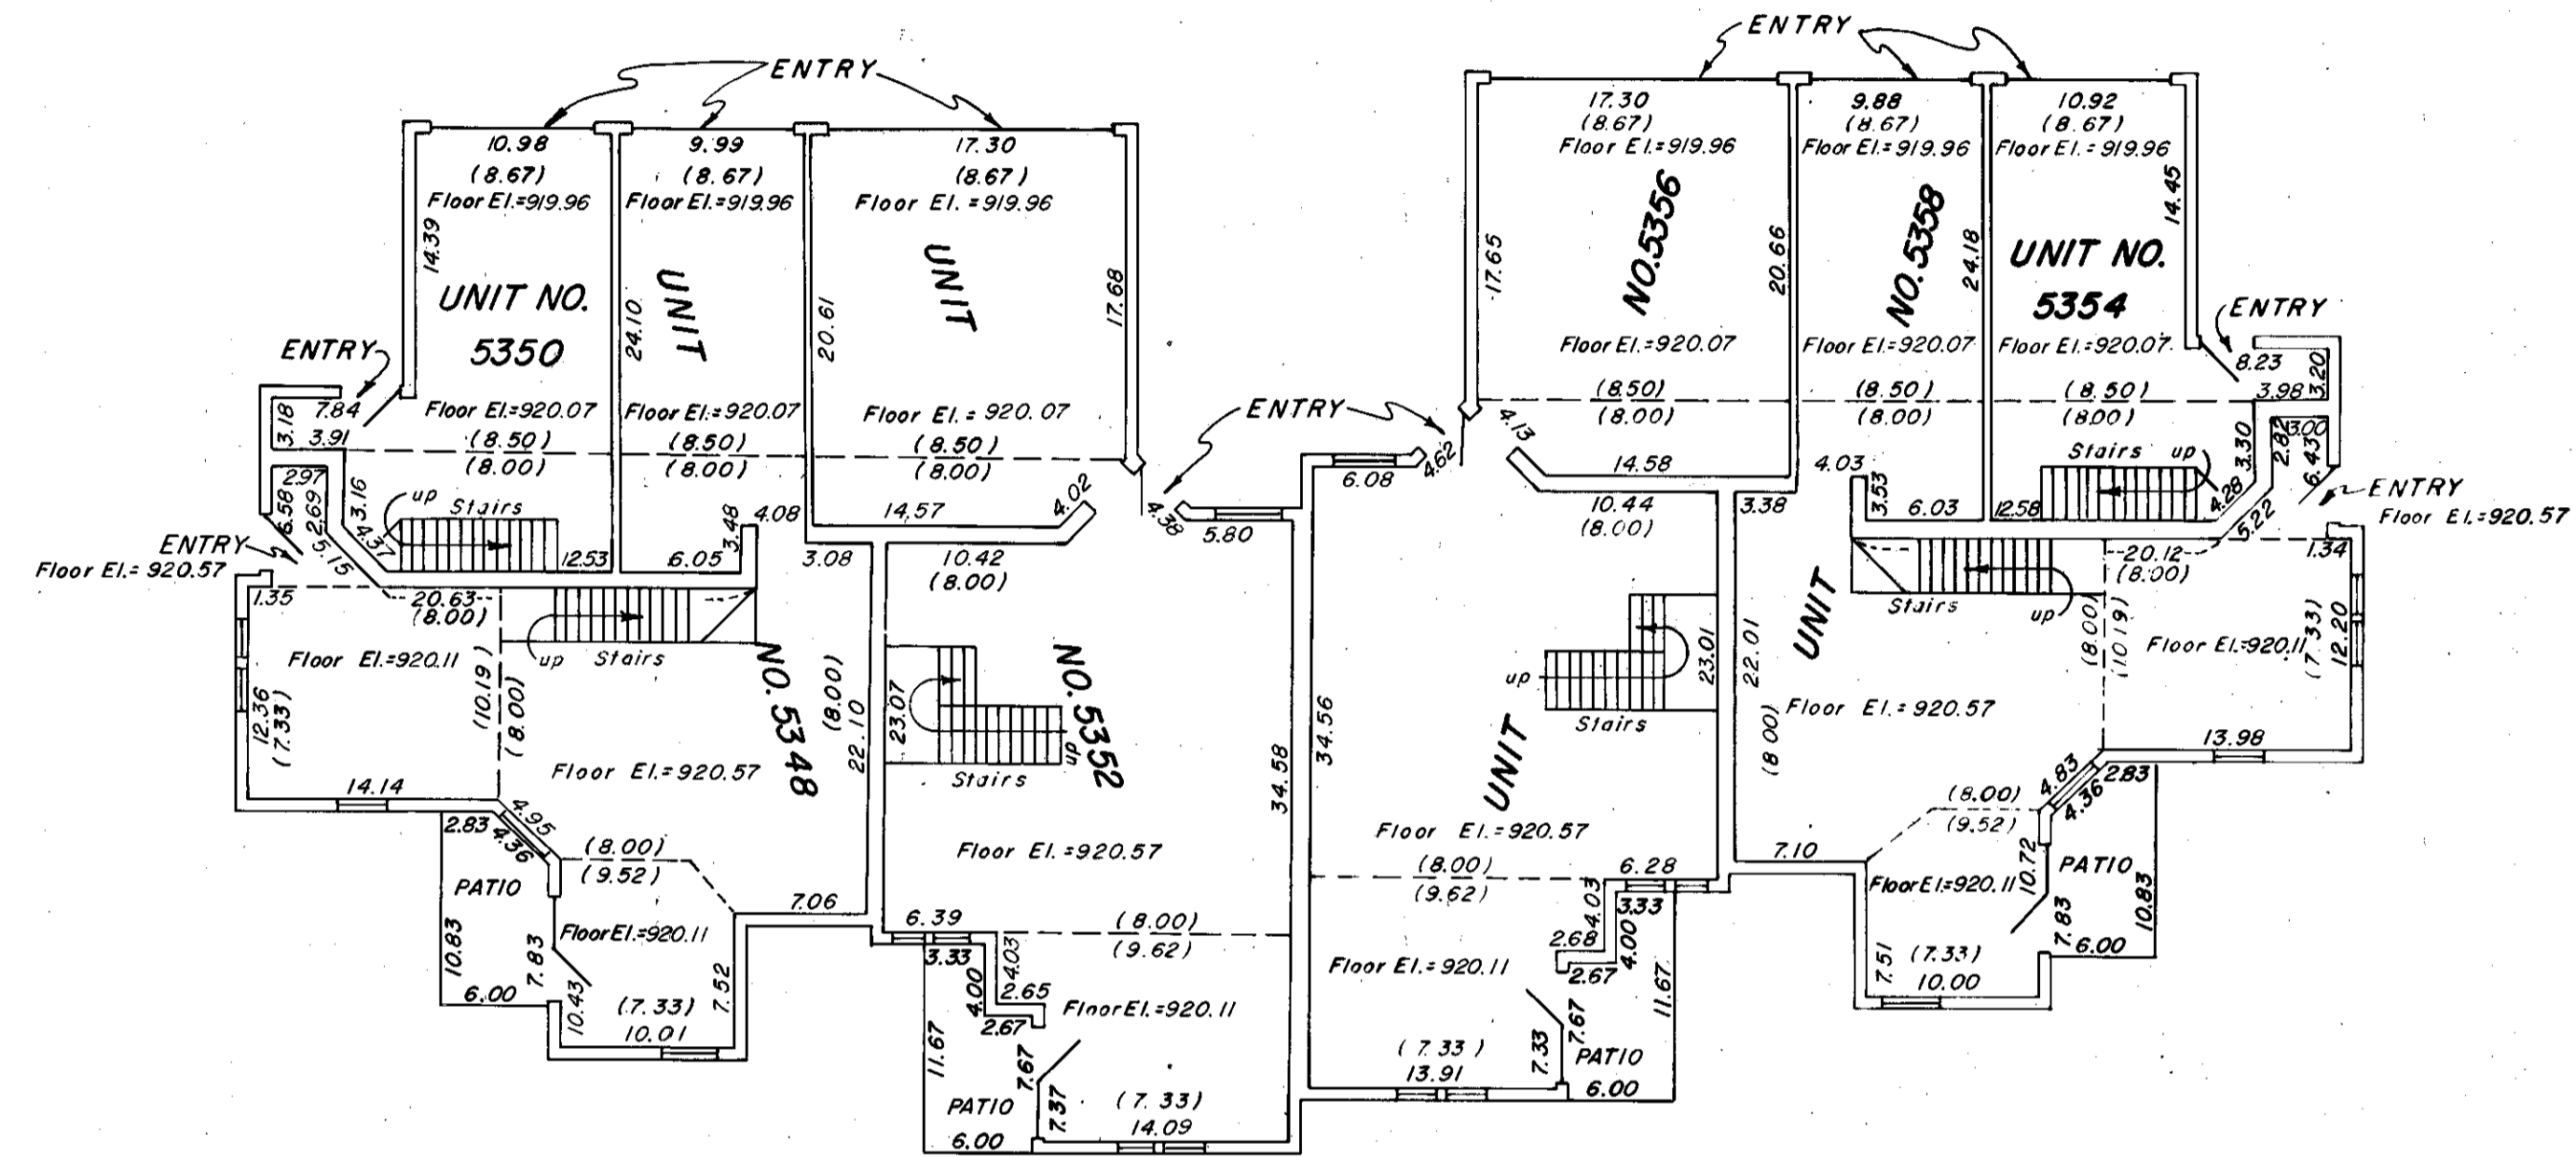 ENTRY
ENTRY
10.98
(8.67)
Floor El.=919.96
9.99
(8.67)
Floor El.=919.96
17.30
(8.67)
Floor El.=919.96
17.30
(8.67)
Floor El.=919.96
9.88
(8.67)
Floor El.=919.96
10.92
(8.67)
Floor El.=919.96
14.39
UNIT NO.
5350
24.10
UNIT
20.61
UNIT
17.68
17.65
NO.5356
20.66
NO.5358
24.18
UNIT NO.
5354
14.45
ENTRY
ENTRY
ENTRY
Floor El.=920.07
(8.50)
(8.00)
Floor El.=920.07
(8.50)
(8.00)
Floor El.=920.07
(8.50)
(8.00)
Floor El.=920.07
(8.50)
(8.00)
Floor El.=920.07
(8.50)
(8.00)
Floor El.=920.07
(8.50)
(8.00)
3.18
7.84
3.91
2.97
6.58
2.69
5.15
3.16
4.37
up
Stairs
12.53
6.05
3.48
4.08
3.08
14.57
4.02
4.38
5.80
6.08
4.62
4.13
14.58
4.03
3.53
6.03
12.58
Stairs
up
4.28
3.30
2.82
3.00
6.43
5.22
8.23
3.98
3.20
ENTRY
Floor El.=920.57
ENTRY
Floor El.=920.57
1.35
20.63
(8.00)
10.42
(8.00)
10.44
(8.00)
3.38
20.12
(8.00)
1.34
Floor El.=920.11
up
Stairs
12.36
(7.33)
(10.19)
(8.00)
14.14
Floor El.=920.57
NO.5348
(8.00)
22.10
23.07
Stairs
dn
NO.5352
34.58
Floor El.=920.57
34.56
up
Stairs
23.01
UNIT
Floor El.=920.57
22.01
(8.00)
UNIT
Stairs
up
Floor El.=920.57
(8.00)
(10.19)
Floor El.=920.11
(7.33)
12.20
13.98
2.83
4.36
4.95
(8.00)
(9.52)
PATIO
10.83
6.00
7.83
Floor El.=920.11
10.43
(7.33)
10.01
7.52
7.06
6.39
3.33
4.03
4.00
2.65
2.67
(8.00)
(9.62)
Floor El.=920.11
11.67
PATIO
6.00
7.67
7.37
(7.33)
14.09
(8.00)
(9.62)
6.28
4.03
3.33
2.68
4.00
2.67
11.67
Floor El.=920.11
(7.33)
13.91
7.33
7.67
PATIO
6.00
7.10
(8.00)
(9.52)
4.83
4.36
2.83
10.72
PATIO
Floor El.=920.11
7.83
10.83
6.00
7.51
(7.33)
10.00